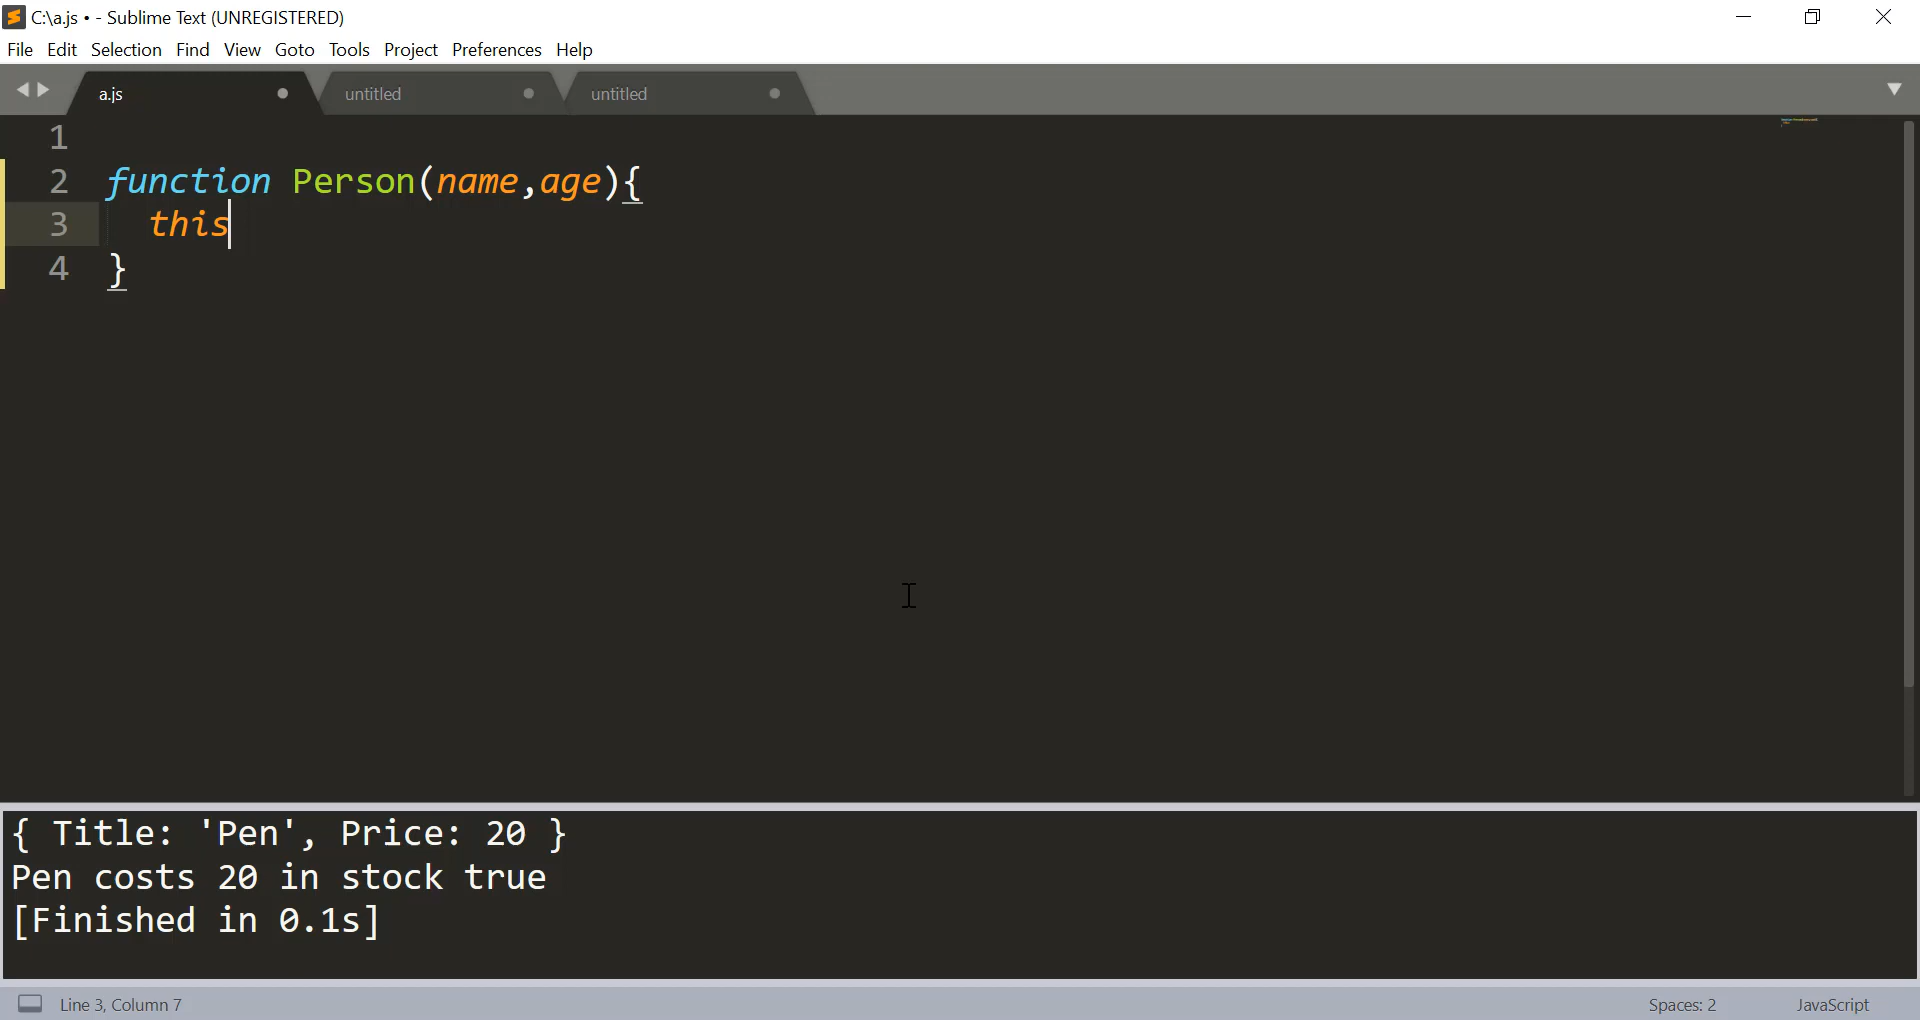 C:\a.js • - Sublime Text (UNREGISTERED)
File Edit Selection Find View Goto Tools Project Preferences Help
a.js untitled untitled
1
2 function Person(name,age){
3 this
4 }
{ Title: 'Pen', Price: 20 }
Pen costs 20 in stock true
[Finished in 0.1s]
Line 3, Column 7 Spaces: 2 JavaScript